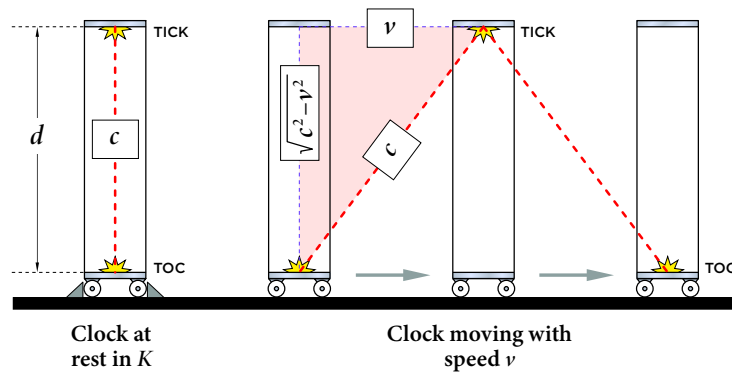 TICK
d
c
TOC
v
√c²−v²
c
TICK
TOC
Clock at
rest in K
Clock moving with
speed v